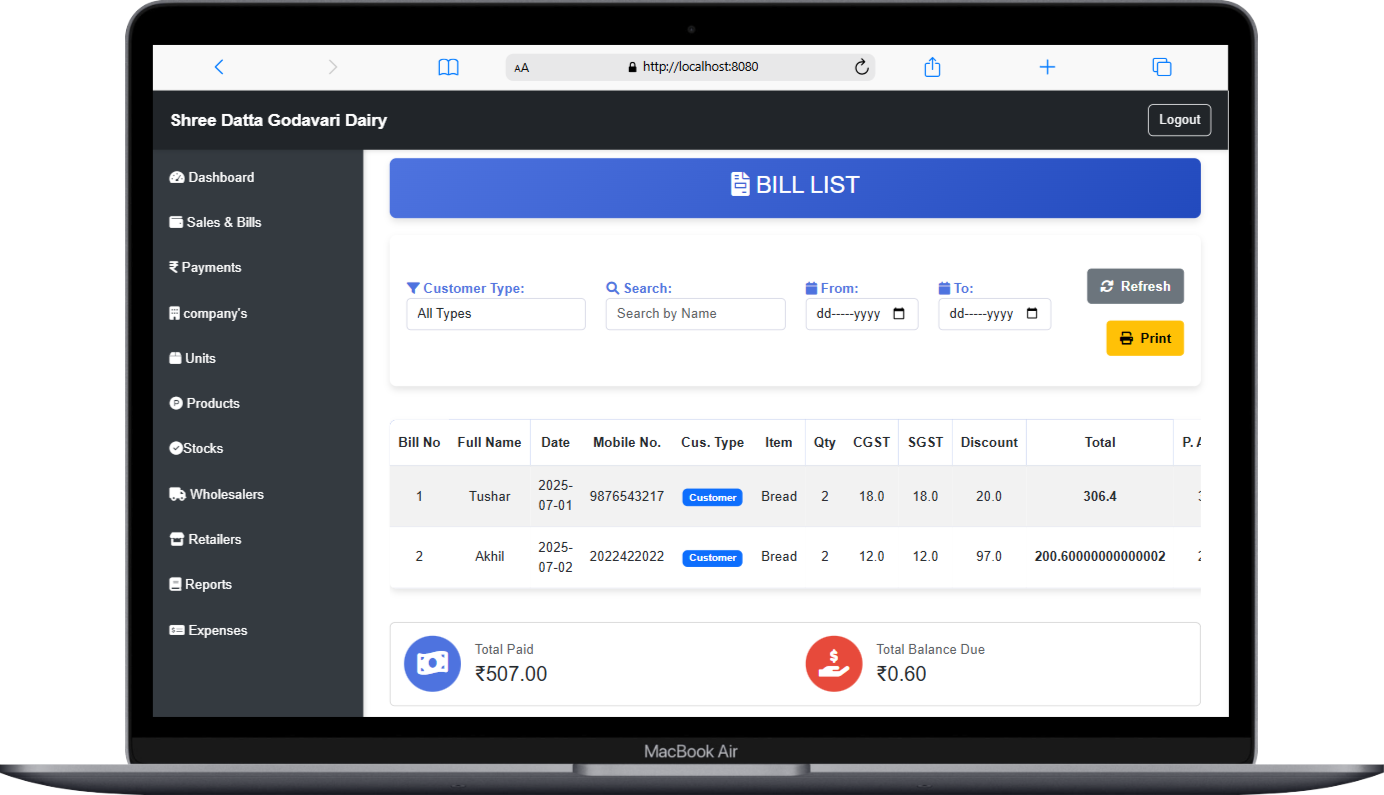 AA http://localhost:8080
Shree Datta Godavari Dairy
Logout
Dashboard
Sales & Bills
₹ Payments
company's
Units
Products
Stocks
Wholesalers
Retailers
Reports
Expenses
BILL LIST
Customer Type:
All Types
Search:
Search by Name
From:
dd-----yyyy
To:
dd-----yyyy
Refresh
Print
Bill No Full Name Date Mobile No. Cus. Type Item Qty CGST SGST Discount Total P.
1 Tushar 2025-07-01 9876543217 Customer Bread 2 18.0 18.0 20.0 306.4
2 Akhil 2025-07-02 2022422022 Customer Bread 2 12.0 12.0 97.0 200.60000000000002
Total Paid
₹507.00
Total Balance Due
₹0.60
MacBook Air